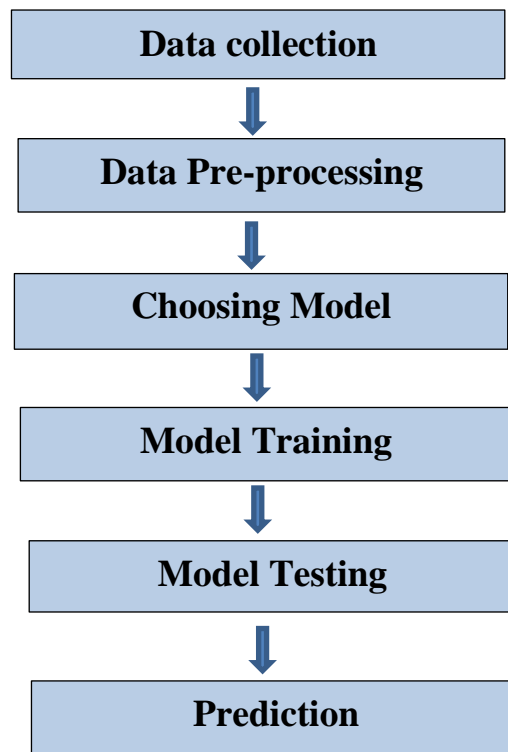 Data collection
Data Pre-processing
Choosing Model
Model Training
Model Testing
Prediction